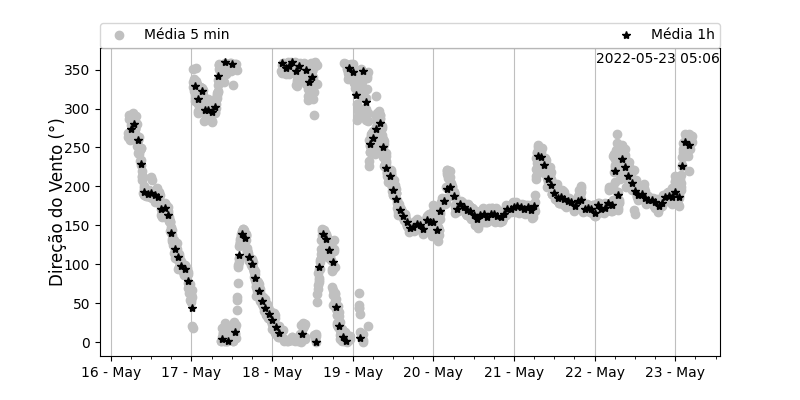 Média 5 min
Média 1h
2022-05-23 05:06
Direção do Vento (°)
350
300
250
200
150
100
50
0
16 - May
17 - May
18 - May
19 - May
20 - May
21 - May
22 - May
23 - May